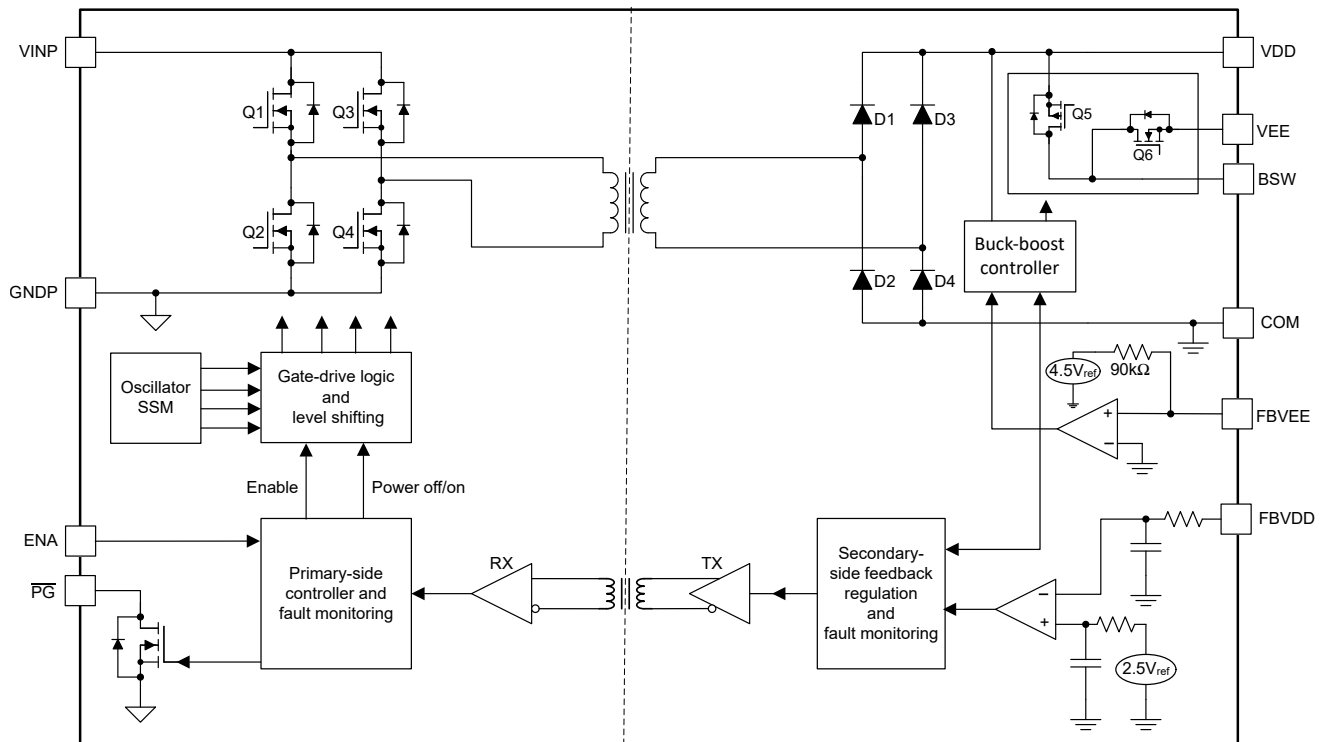 VINP
VDD
Q1
Q3
D1
D3
Q5
VEE
Q6
BSW
Q2
Q4
Buck-boost
controller
GNDP
D2
D4
COM
Oscillator
SSM
Gate-drive logic
and
level shifting
4.5Vref
90kΩ
+
−
FBVEE
Enable
Power off/on
FBVDD
ENA
PG
Primary-side
controller and
fault monitoring
RX
TX
Secondary-
side feedback
regulation
and
fault monitoring
−
+
2.5Vref